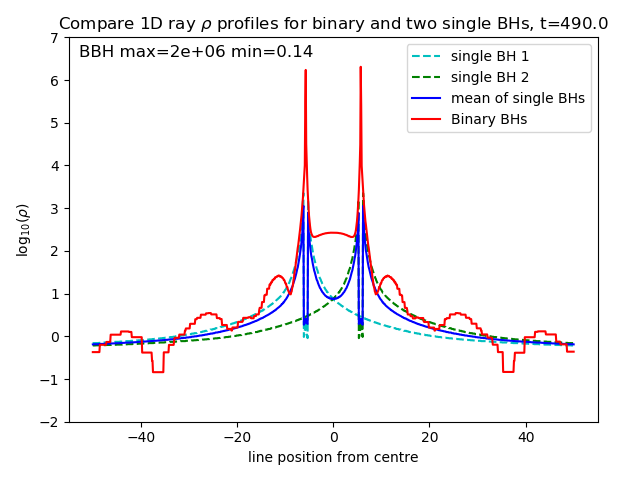 Compare 1D ray ρ profiles for binary and two single BHs, t=490.0
BBH max=2e+06 min=0.14
single BH 1
single BH 2
mean of single BHs
Binary BHs
7
6
5
4
3
2
1
0
−1
−2
log₁₀(ρ)
−40 −20 0 20 40
line position from centre